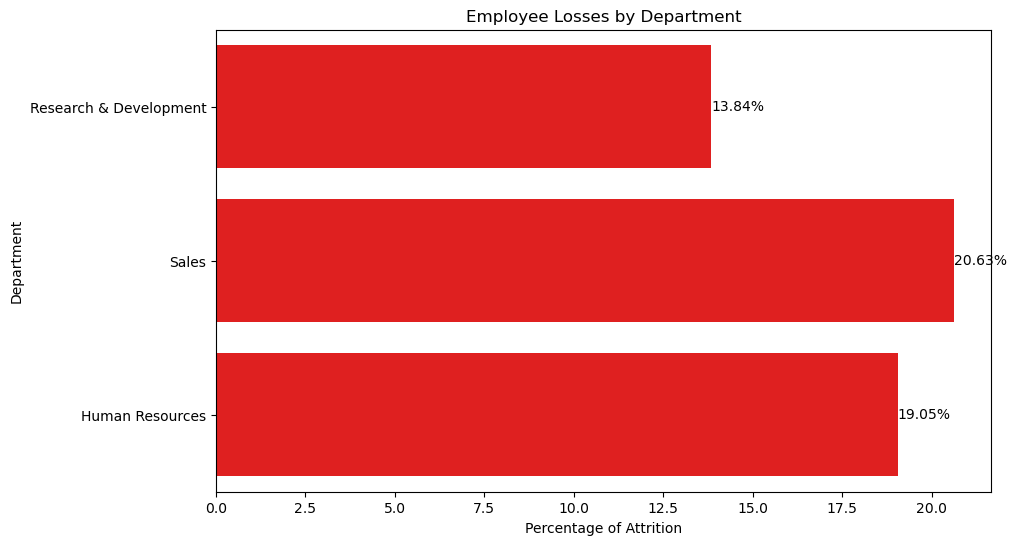 Employee Losses by Department
Research & Development
13.84%
Sales
20.63%
Human Resources
19.05%
Department
0.0 2.5 5.0 7.5 10.0 12.5 15.0 17.5 20.0
Percentage of Attrition